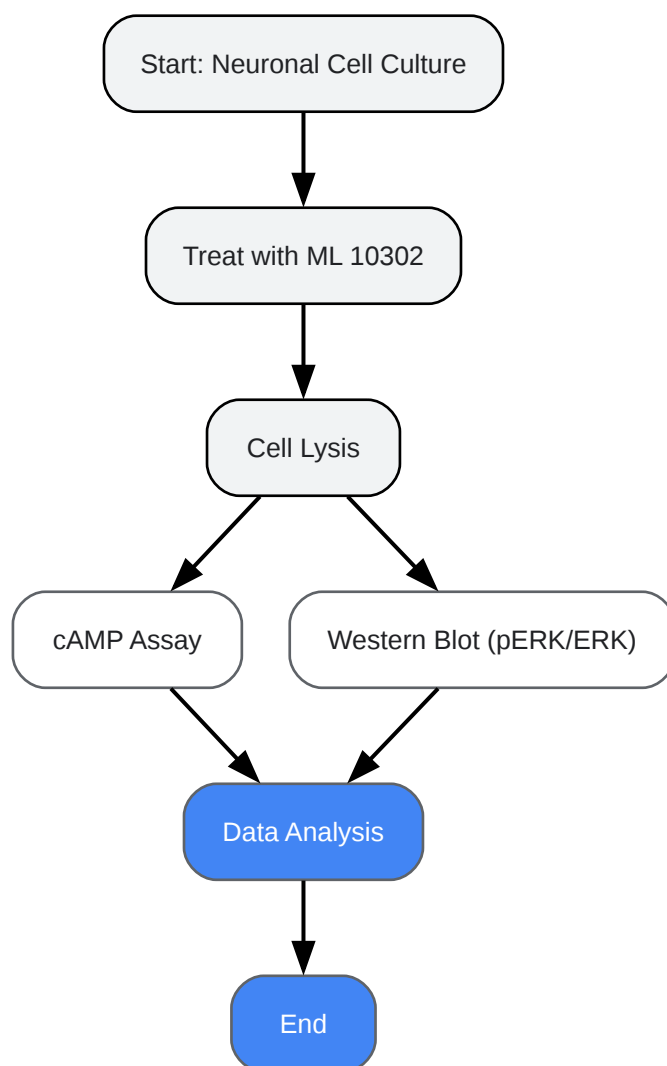 Start: Neuronal Cell Culture
Treat with ML 10302
Cell Lysis
cAMP Assay
Western Blot (pERK/ERK)
Data Analysis
End